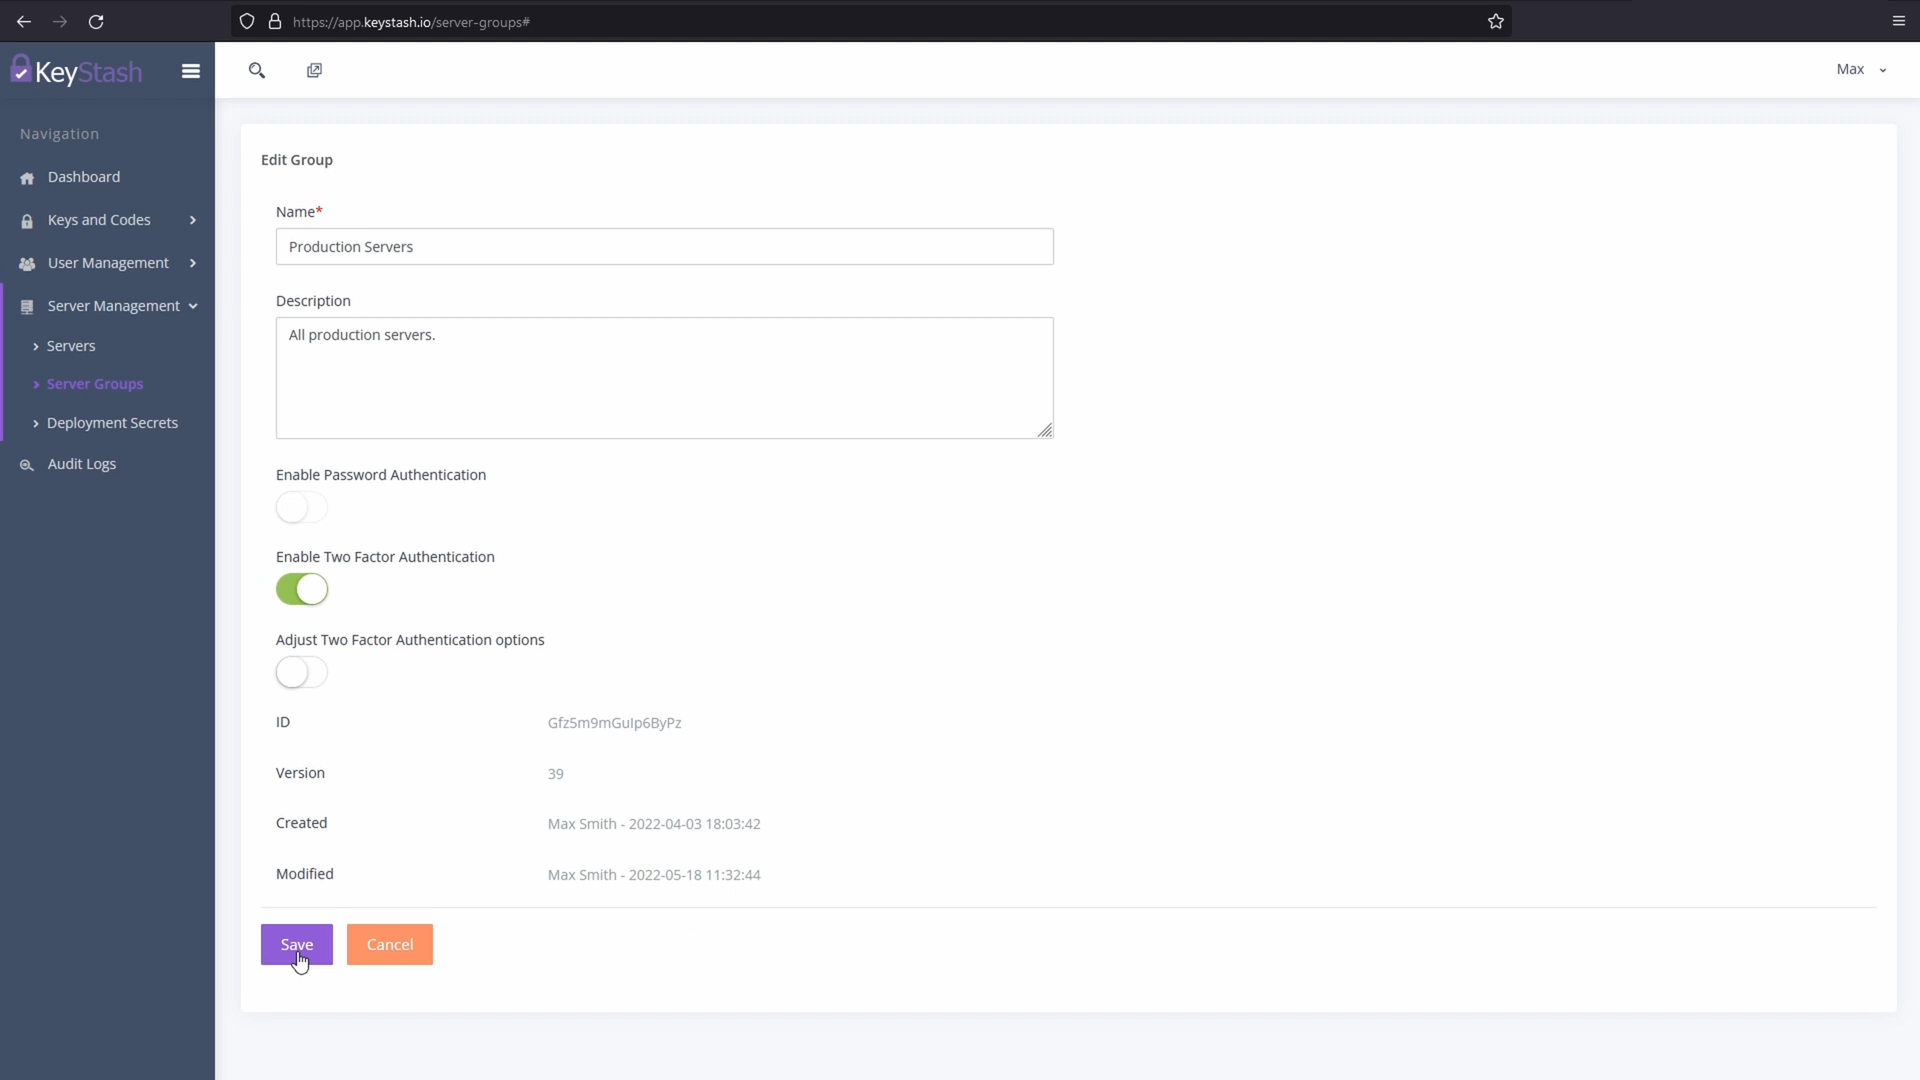 https://app.keystash.io/server-groups#
KeyStash
Max
Navigation
Dashboard
Keys and Codes
User Management
Server Management
Servers
Server Groups
Deployment Secrets
Audit Logs
Edit Group
Name*
Production Servers
Description
All production servers.
Enable Password Authentication
Enable Two Factor Authentication
Adjust Two Factor Authentication options
ID Gfz5m9mGuIp6ByPz
Version 39
Created Max Smith - 2022-04-03 18:03:42
Modified Max Smith - 2022-05-18 11:32:44
Save Cancel